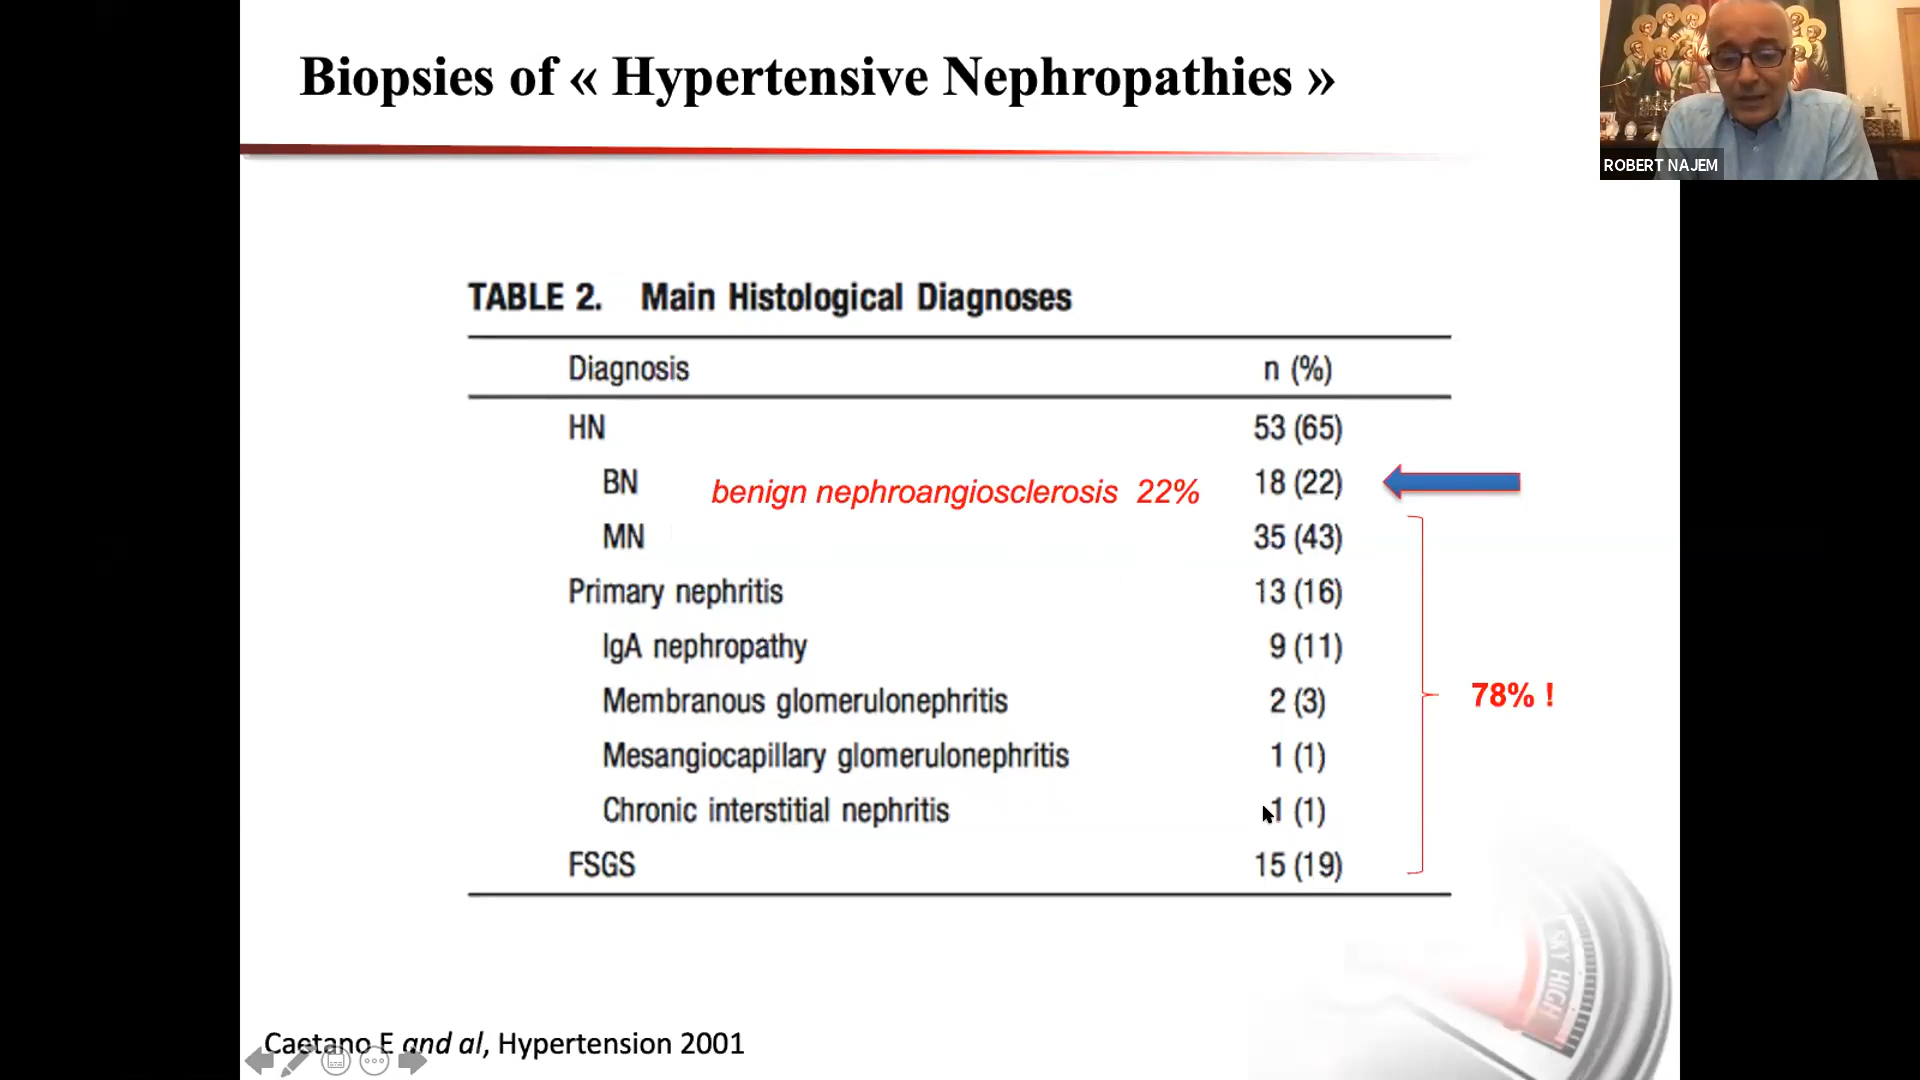 Biopsies of « Hypertensive Nephropathies »
ROBERT NAJEM
TABLE 2. Main Histological Diagnoses
Diagnosis n (%)
HN 53 (65)
BN benign nephroangiosclerosis 22% 18 (22)
MN 35 (43)
Primary nephritis 13 (16)
IgA nephropathy 9 (11)
Membranous glomerulonephritis 2 (3)
78% !
Mesangiocapillary glomerulonephritis 1 (1)
Chronic interstitial nephritis 1 (1)
FSGS 15 (19)
SKY HIGH
Caetano E and al, Hypertension 2001